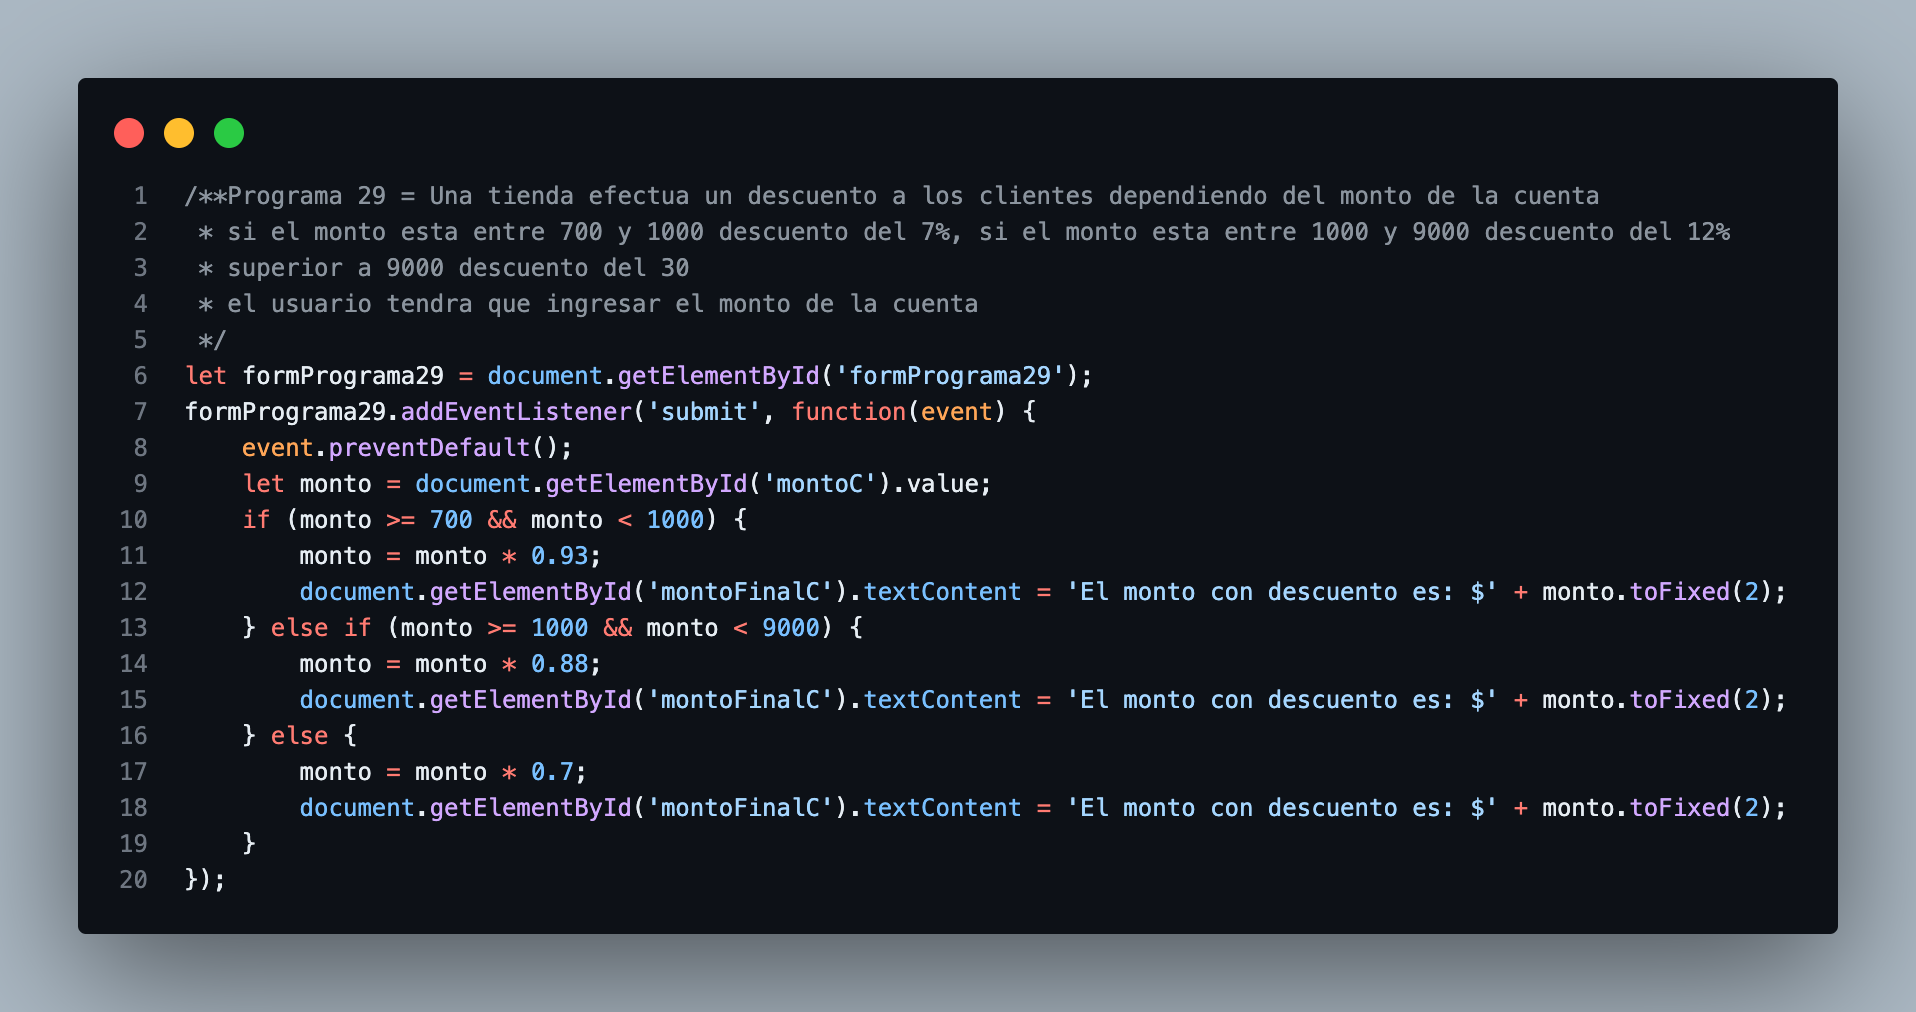 1 /**Programa 29 = Una tienda efectua un descuento a los clientes dependiendo del monto de la cuenta
2  * si el monto esta entre 700 y 1000 descuento del 7%, si el monto esta entre 1000 y 9000 descuento del 12%
3  * superior a 9000 descuento del 30
4  * el usuario tendra que ingresar el monto de la cuenta
5  */
6 let formPrograma29 = document.getElementById('formPrograma29');
7 formPrograma29.addEventListener('submit', function(event) {
8     event.preventDefault();
9     let monto = document.getElementById('montoC').value;
10     if (monto >= 700 && monto < 1000) {
11         monto = monto * 0.93;
12         document.getElementById('montoFinalC').textContent = 'El monto con descuento es: $' + monto.toFixed(2);
13     } else if (monto >= 1000 && monto < 9000) {
14         monto = monto * 0.88;
15         document.getElementById('montoFinalC').textContent = 'El monto con descuento es: $' + monto.toFixed(2);
16     } else {
17         monto = monto * 0.7;
18         document.getElementById('montoFinalC').textContent = 'El monto con descuento es: $' + monto.toFixed(2);
19     }
20 });